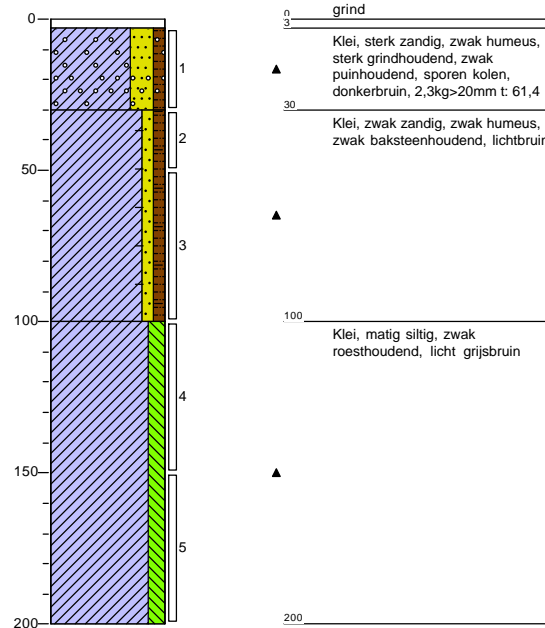 0
50
100
150
200
1
2
3
4
5
0
grind
3
Klei, sterk zandig, zwak humeus,
sterk grindhoudend, zwak
puinhoudend, sporen kolen,
donkerbruin, 2,3kg>20mm t: 61,4
30
Klei, zwak zandig, zwak humeus,
zwak baksteenhoudend, lichtbruin
100
Klei, matig siltig, zwak
roesthoudend, licht grijsbruin
200